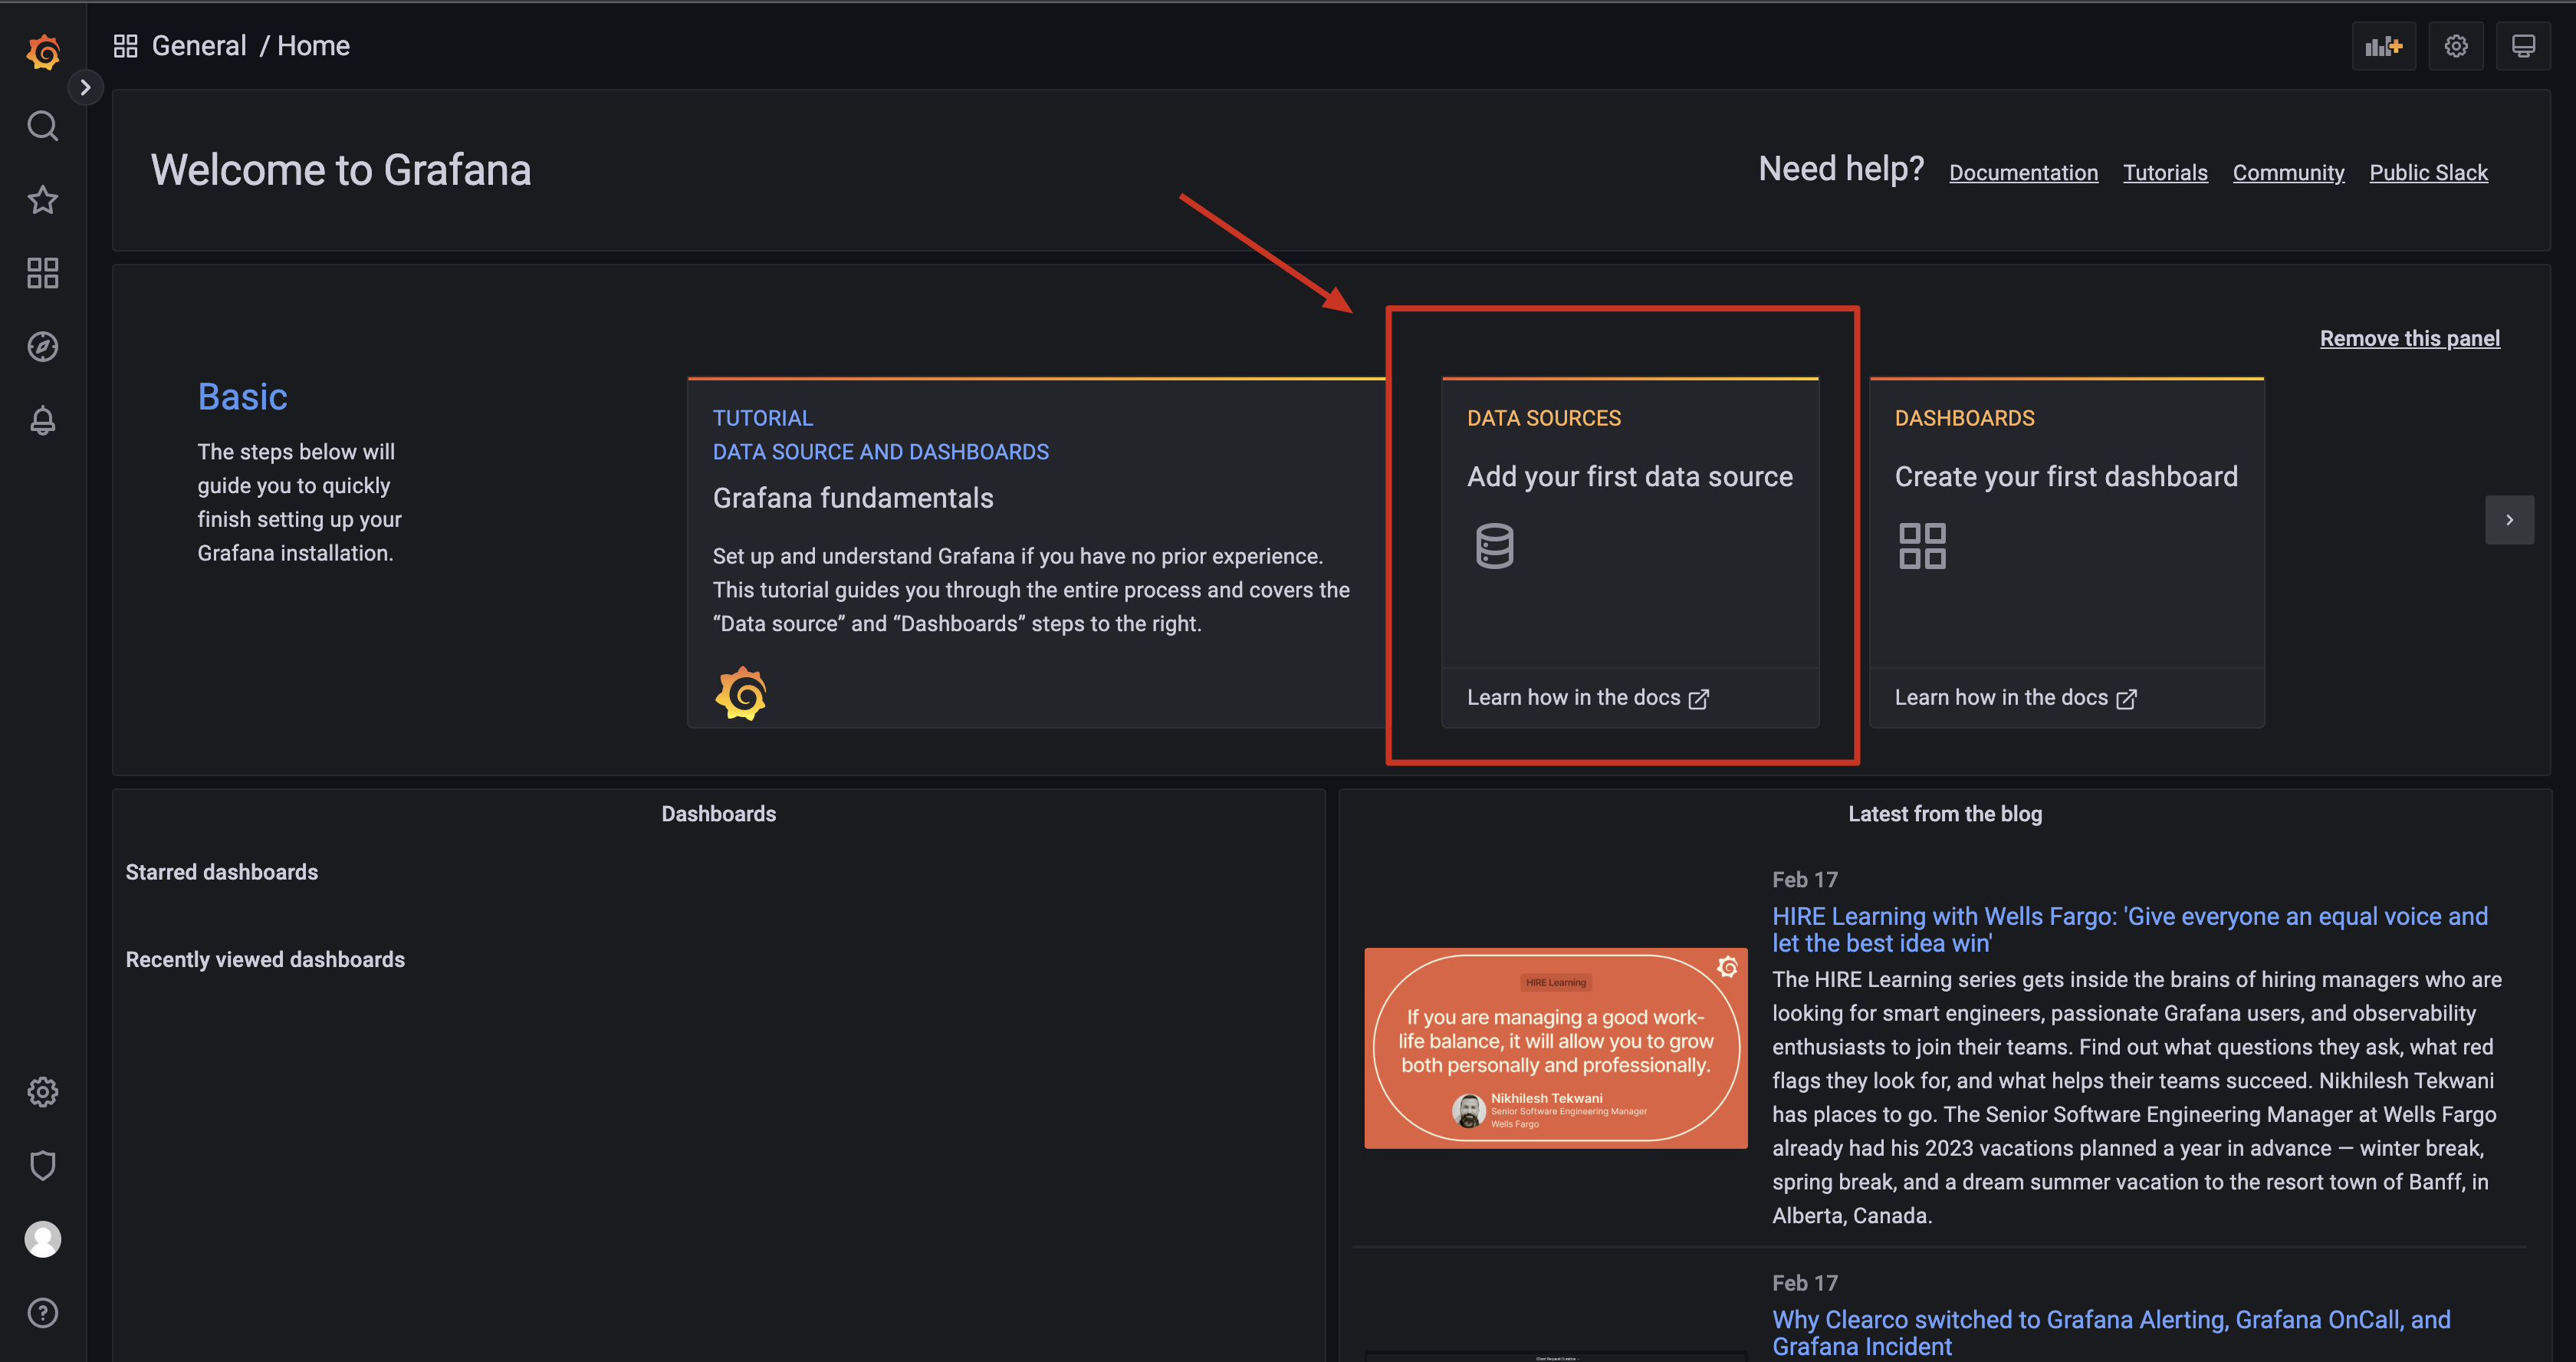 General / Home
Welcome to Grafana
Need help? Documentation Tutorials Community Public Slack
Remove this panel
Basic
The steps below will
guide you to quickly
finish setting up your
Grafana installation.
TUTORIAL
DATA SOURCE AND DASHBOARDS
Grafana fundamentals
Set up and understand Grafana if you have no prior experience.
This tutorial guides you through the entire process and covers the
“Data source” and “Dashboards” steps to the right.
DATA SOURCES
Add your first data source
Learn how in the docs
DASHBOARDS
Create your first dashboard
Learn how in the docs
Dashboards
Starred dashboards
Recently viewed dashboards
Latest from the blog
HIRE Learning
If you are managing a good work-
life balance, it will allow you to grow
both personally and professionally.
Nikhilesh Tekwani
Senior Software Engineering Manager
Wells Fargo
Feb 17
HIRE Learning with Wells Fargo: 'Give everyone an equal voice and
let the best idea win'
The HIRE Learning series gets inside the brains of hiring managers who are
looking for smart engineers, passionate Grafana users, and observability
enthusiasts to join their teams. Find out what questions they ask, what red
flags they look for, and what helps their teams succeed. Nikhilesh Tekwani
has places to go. The Senior Software Engineering Manager at Wells Fargo
already had his 2023 vacations planned a year in advance — winter break,
spring break, and a dream summer vacation to the resort town of Banff, in
Alberta, Canada.
Feb 17
Why Clearco switched to Grafana Alerting, Grafana OnCall, and
Grafana Incident